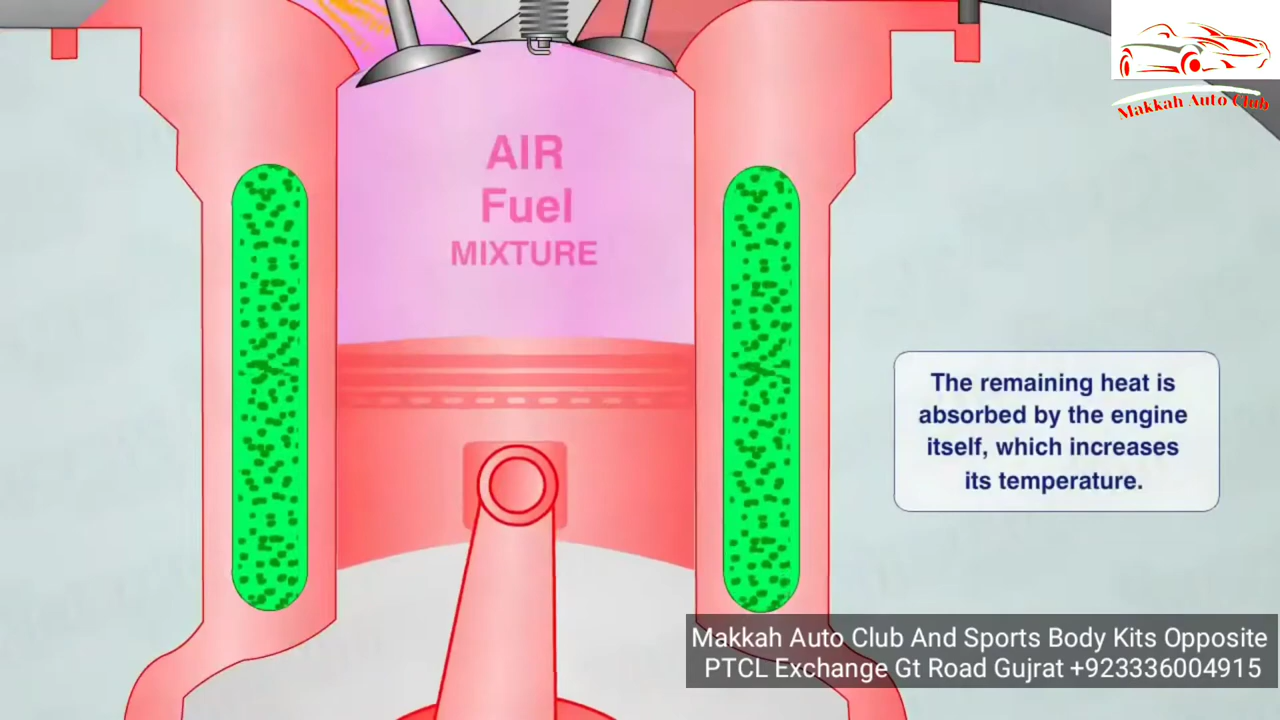 Makkah Auto Club
AIR
Fuel
MIXTURE
The remaining heat is
absorbed by the engine
itself, which increases
its temperature.
Makkah Auto Club And Sports Body Kits Opposite
PTCL Exchange Gt Road Gujrat +923336004915